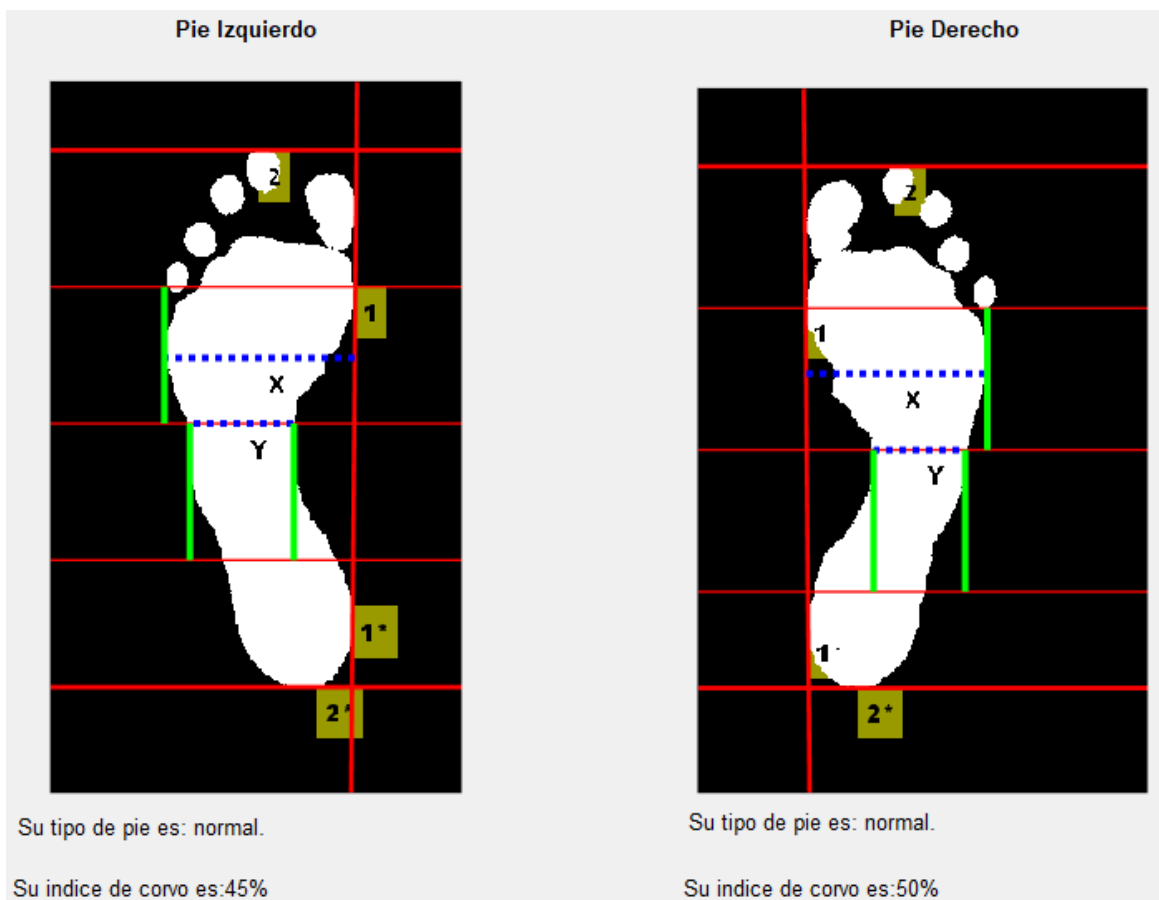 Pie Izquierdo
Pie Derecho
2
1
X
Y
1*
2*
2
1
X
Y
1*
2*
Su tipo de pie es: normal.
Su tipo de pie es: normal.
Su indice de corvo es:45%
Su indice de corvo es:50%